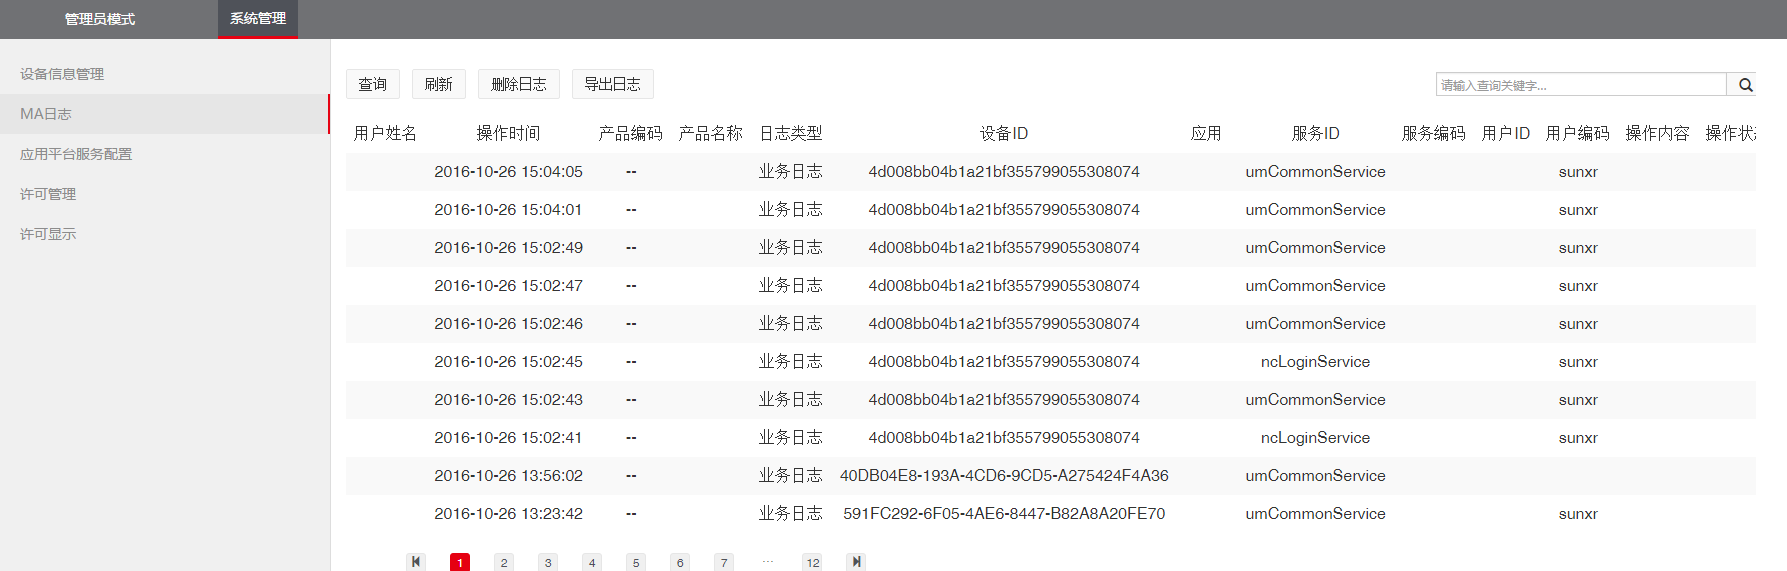 管理员模式 系统管理
设备信息管理
MA日志
应用平台服务配置
许可管理
许可显示
查询 刷新 删除日志 导出日志 请输入查询关键字...
用户姓名 操作时间 产品编码 产品名称 日志类型 设备ID 应用 服务ID 服务编码 用户ID 用户编码 操作内容 操作状
2016-10-26 15:04:05 -- 业务日志 4d008bb04b1a21bf355799055308074 umCommonService sunxr
2016-10-26 15:04:01 -- 业务日志 4d008bb04b1a21bf355799055308074 umCommonService sunxr
2016-10-26 15:02:49 -- 业务日志 4d008bb04b1a21bf355799055308074 umCommonService sunxr
2016-10-26 15:02:47 -- 业务日志 4d008bb04b1a21bf355799055308074 umCommonService sunxr
2016-10-26 15:02:46 -- 业务日志 4d008bb04b1a21bf355799055308074 umCommonService sunxr
2016-10-26 15:02:45 -- 业务日志 4d008bb04b1a21bf355799055308074 ncLoginService sunxr
2016-10-26 15:02:43 -- 业务日志 4d008bb04b1a21bf355799055308074 umCommonService sunxr
2016-10-26 15:02:41 -- 业务日志 4d008bb04b1a21bf355799055308074 ncLoginService sunxr
2016-10-26 13:56:02 -- 业务日志 40DB04E8-193A-4CD6-9CD5-A275424F4A36 umCommonService
2016-10-26 13:23:42 -- 业务日志 591FC292-6F05-4AE6-8447-B82A8A20FE70 umCommonService sunxr
1 2 3 4 5 6 7 ... 12